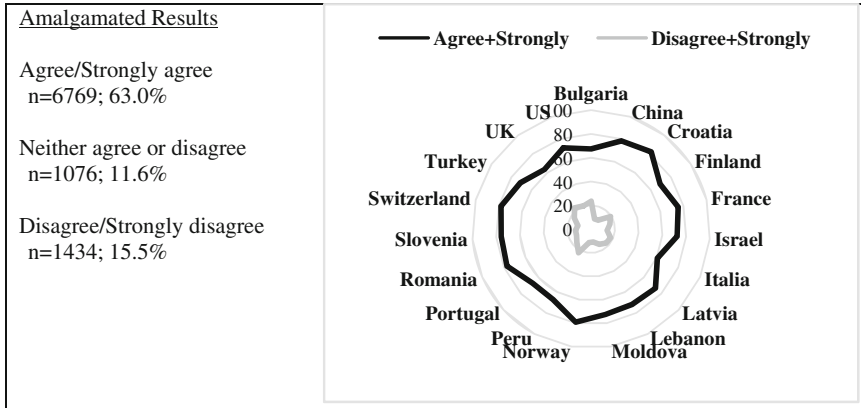 Amalgamated Results
Agree/Strongly agree
n=6769; 63.0%
Neither agree or disagree
n=1076; 11.6%
Disagree/Strongly disagree
n=1434; 15.5%
Agree+Strongly
Disagree+Strongly
Bulgaria
China
Croatia
Finland
France
Israel
Italia
Latvia
Lebanon
Moldova
Norway
Peru
Portugal
Romania
Slovenia
Switzerland
Turkey
UK
US
100
80
60
40
20
0